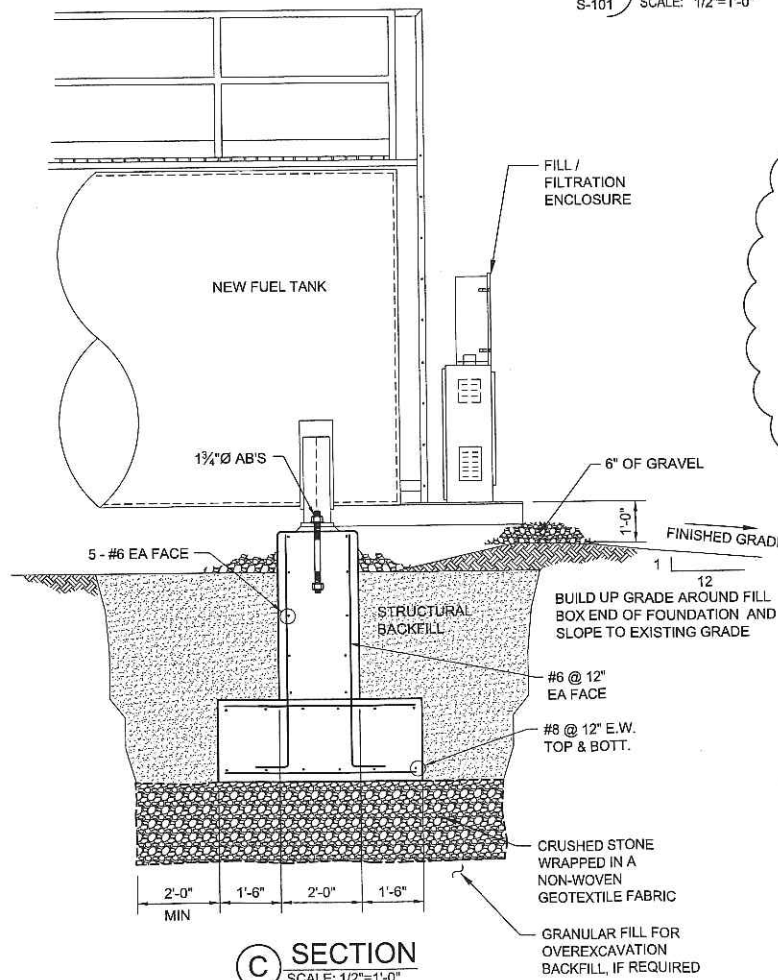 S-101 SCALE: 1/2"=1'-0"
FILL /
FILTRATION
ENCLOSURE
NEW FUEL TANK
1¾"Ø AB'S
6" OF GRAVEL
1'-0"
FINISHED GRADE
5 - #6 EA FACE
1
12
STRUCTURAL
BACKFILL
BUILD UP GRADE AROUND FILL
BOX END OF FOUNDATION AND
SLOPE TO EXISTING GRADE
#6 @ 12"
EA FACE
#8 @ 12" E.W.
TOP & BOTT.
CRUSHED STONE
WRAPPED IN A
NON-WOVEN
GEOTEXTILE FABRIC
2'-0" 1'-6" 2'-0" 1'-6"
MIN
GRANULAR FILL FOR
OVEREXCAVATION
BACKFILL, IF REQUIRED
C SECTION
SCALE: 1/2"=1'-0"